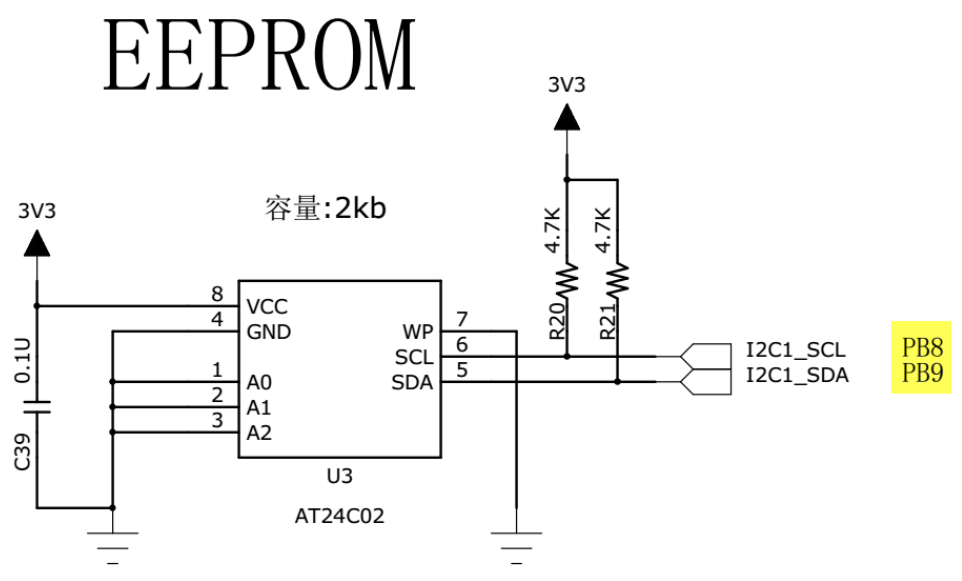 EEPROM
3V3
容量:2kb
3V3
4.7K
4.7K
R20
R21
0.1U
C39
8
VCC
4
GND
1
A0
2
A1
3
A2
WP
7
SCL
6
SDA
5
I2C1_SCL
PB8
I2C1_SDA
PB9
U3
AT24C02